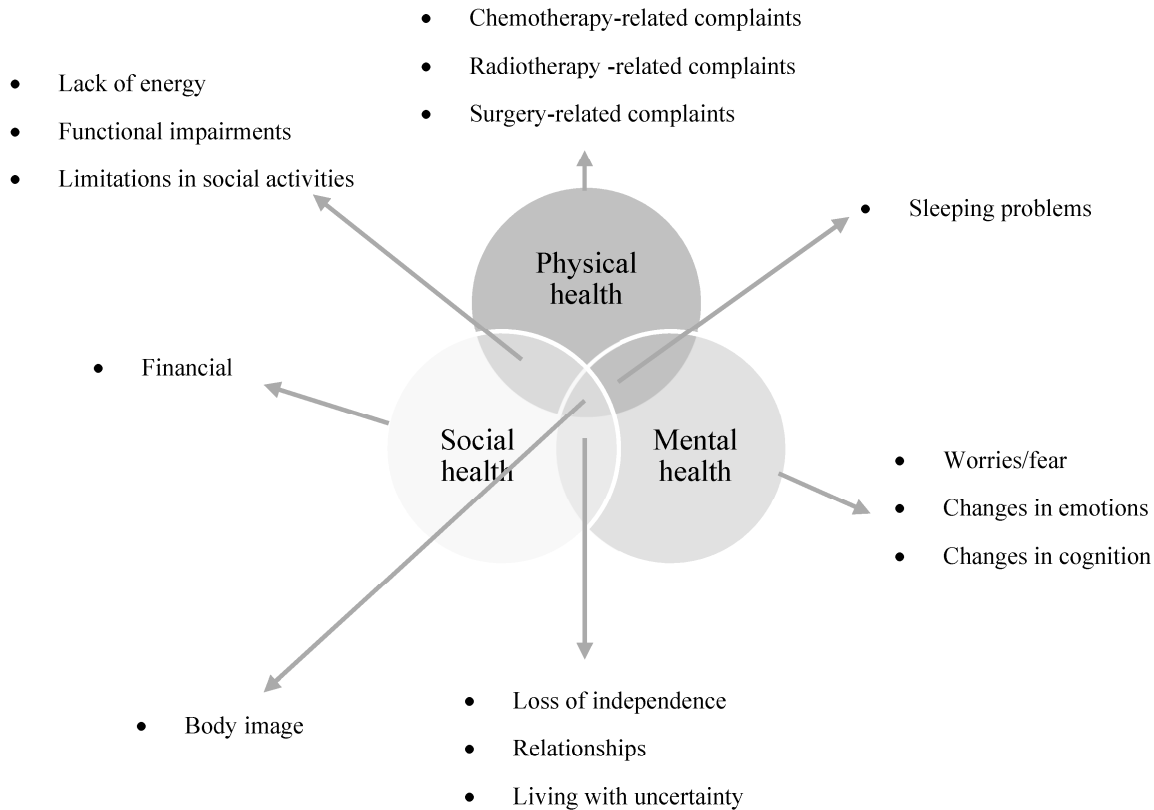 • Chemotherapy-related complaints
• Radiotherapy -related complaints
• Surgery-related complaints
• Lack of energy
• Functional impairments
• Limitations in social activities
• Sleeping problems
Physical
health
• Financial
Social
health
Mental
health
• Worries/fear
• Changes in emotions
• Changes in cognition
• Body image
• Loss of independence
• Relationships
• Living with uncertainty